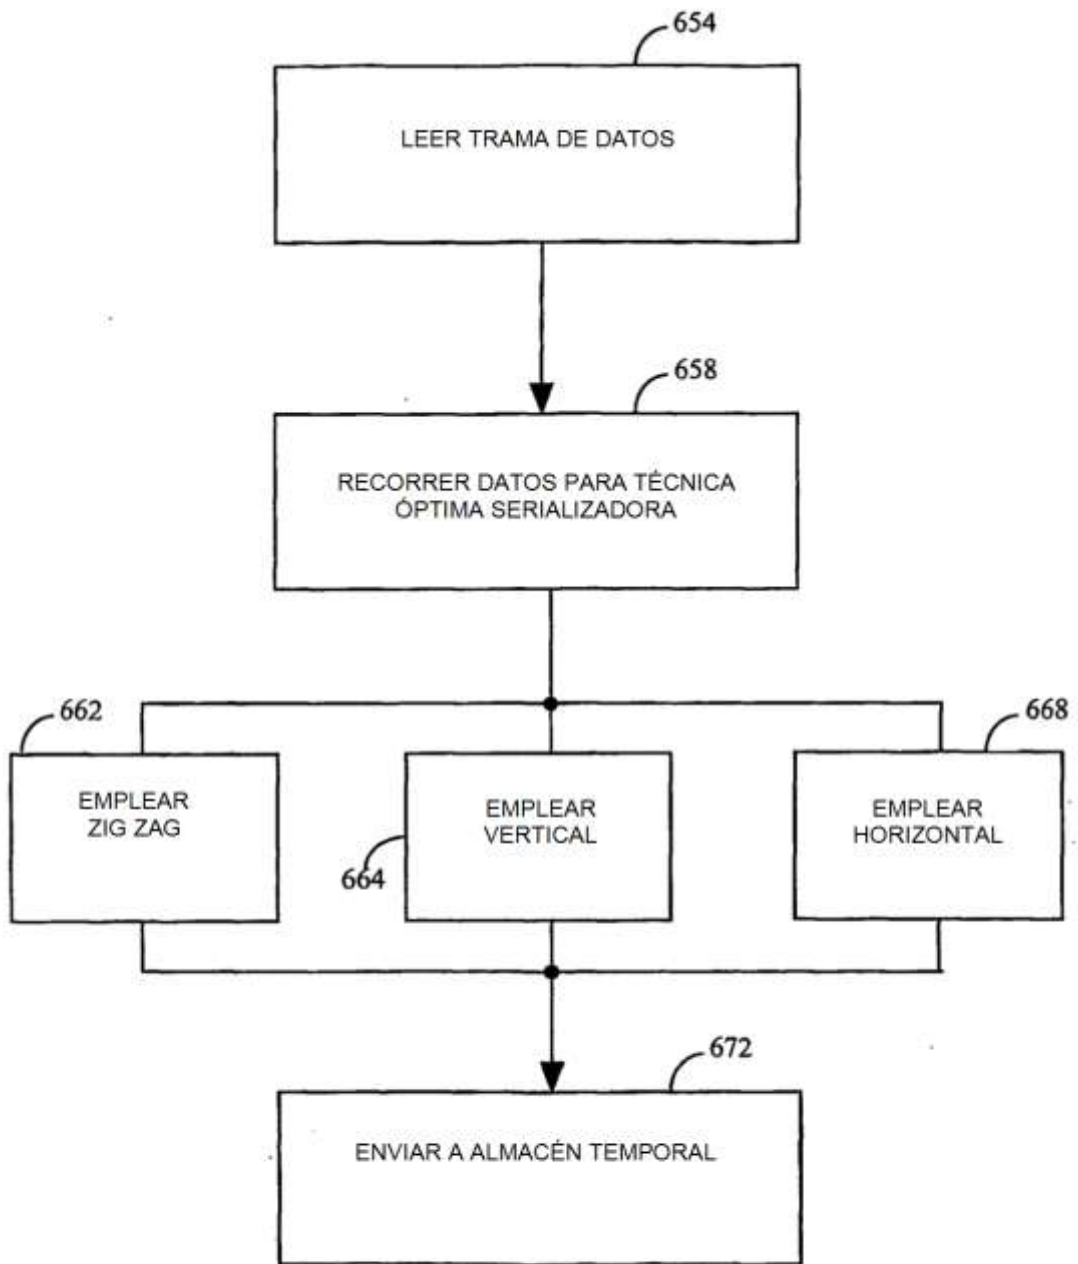 654
LEER TRAMA DE DATOS
658
RECORRER DATOS PARA TÉCNICA
ÓPTIMA SERIALIZADORA
662
EMPLEAR
ZIG ZAG
664
EMPLEAR
VERTICAL
668
EMPLEAR
HORIZONTAL
672
ENVIAR A ALMACÉN TEMPORAL